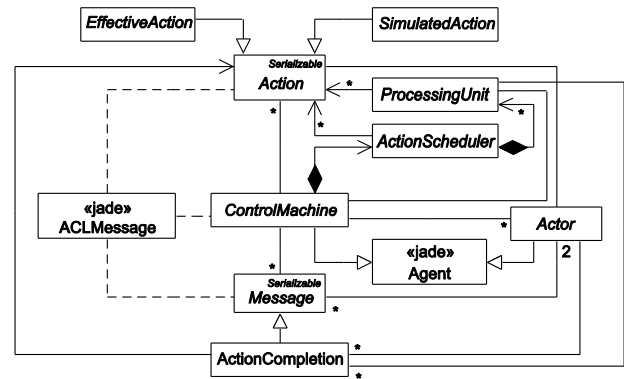 EffectiveAction
SimulatedAction
Serializable
Action
*
*
ProcessingUnit
*
*
ActionScheduler
«jade»
ACLMessage
ControlMachine
*
Actor
2
«jade»
Agent
*
Serializable
Message
*
ActionCompletion
*
*